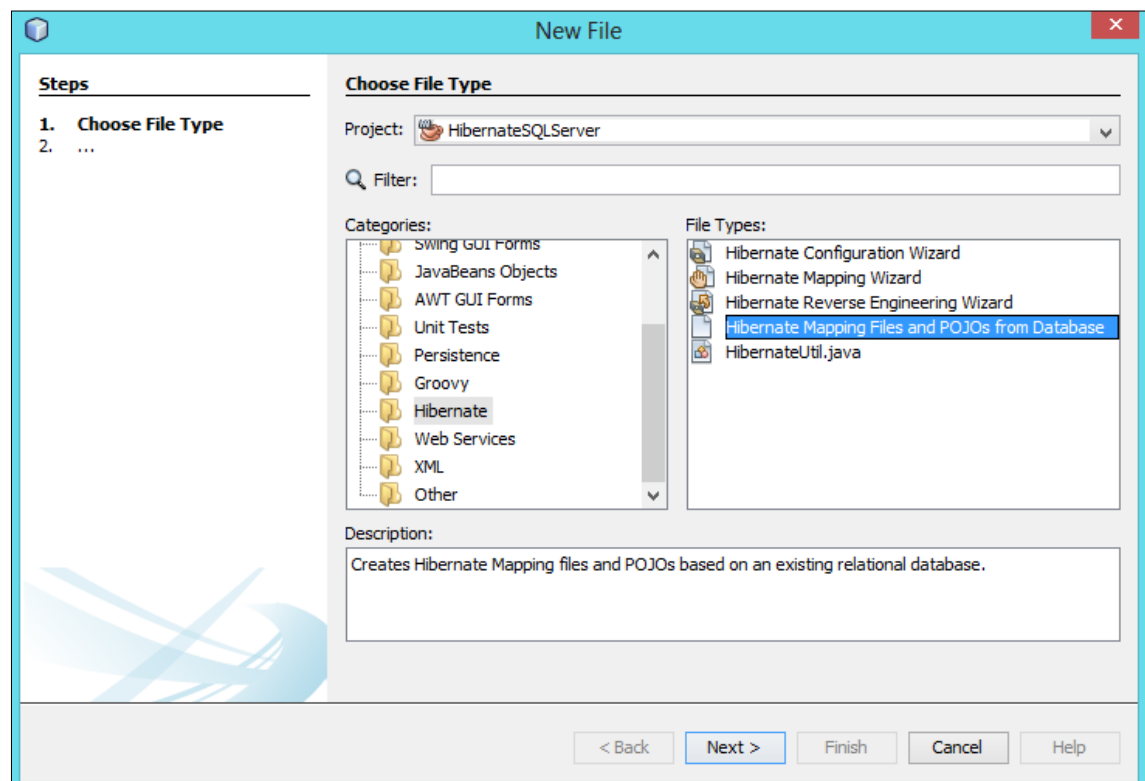 New File
Steps
1. Choose File Type
2. ...
Choose File Type
Project: HibernateSQLServer
Filter:
Categories:
Swing GUI Forms
JavaBeans Objects
AWT GUI Forms
Unit Tests
Persistence
Groovy
Hibernate
Web Services
XML
Other
File Types:
Hibernate Configuration Wizard
Hibernate Mapping Wizard
Hibernate Reverse Engineering Wizard
Hibernate Mapping Files and POJOs from Database
HibernateUtil.java
Description:
Creates Hibernate Mapping files and POJOs based on an existing relational database.
< Back Next > Finish Cancel Help